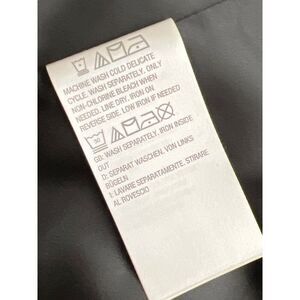 MACHINE WASH COLD DELICATE
CYCLE. WASH SEPARATELY. ONLY
NON-CHLORINE BLEACH WHEN
NEEDED. LINE DRY. IRON ON
REVERSE SIDE. LOW IRON IF NEEDED
GB: WASH SEPARATELY, IRON INSIDE
OUT
D: SEPARAT WASCHEN, VON LINKS
BÜGELN
I: LAVARE SEPARATAMENTE, STIRARE
AL ROVESCIO